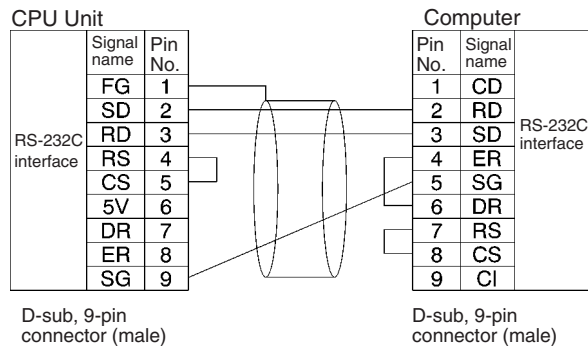 CPU Unit
Computer
Signal name Pin No.
Pin No. Signal name
FG 1
SD 2
RD 3
RS 4
CS 5
5V 6
DR 7
ER 8
SG 9
RS-232C interface
1 CD
2 RD
3 SD
4 ER
5 SG
6 DR
7 RS
8 CS
9 CI
RS-232C interface
D-sub, 9-pin
connector (male)
D-sub, 9-pin
connector (male)